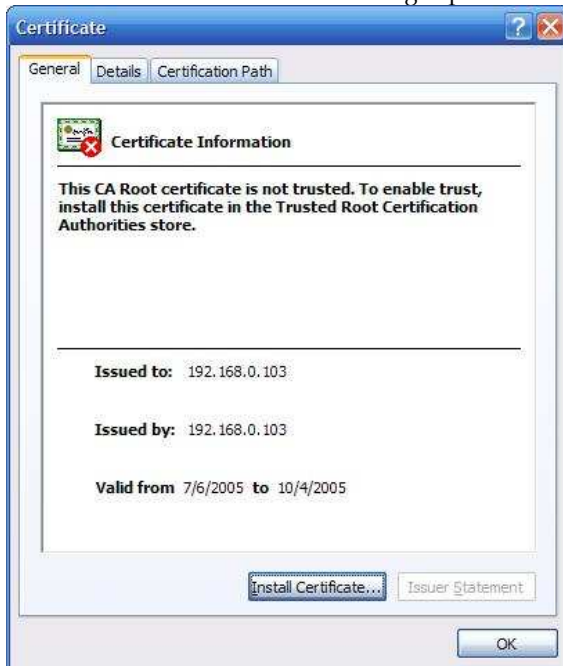 Certificate
General Details Certification Path
Certificate Information
This CA Root certificate is not trusted. To enable trust,
install this certificate in the Trusted Root Certification
Authorities store.
Issued to: 192.168.0.103
Issued by: 192.168.0.103
Valid from 7/6/2005 to 10/4/2005
Install Certificate... Issuer Statement
OK